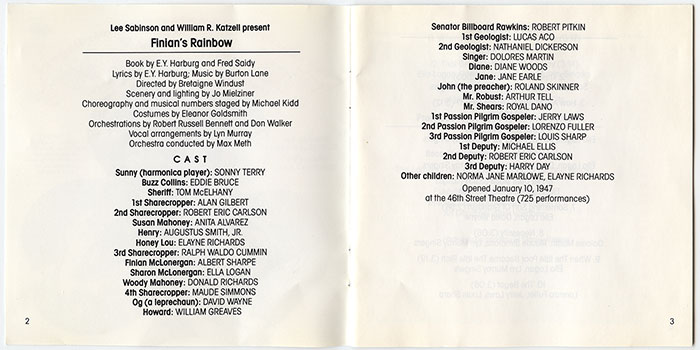 Lee Sabinson and William R. Katzell present
Finian's Rainbow
Book by E.Y. Harburg and Fred Saidy
Lyrics by E.Y. Harburg; Music by Burton Lane
Directed by Bretaigne Windust
Scenery and lighting by Jo Mielziner
Choreography and musical numbers staged by Michael Kidd
Costumes by Eleanor Goldsmith
Orchestrations by Robert Russell Bennett and Don Walker
Vocal arrangements by Lyn Murray
Orchestra conducted by Max Meth
CAST
Sunny (harmonica player): SONNY TERRY
Buzz Collins: EDDIE BRUCE
Sheriff: TOM McELHANY
1st Sharecropper: ALAN GILBERT
2nd Sharecropper: ROBERT ERIC CARLSON
Susan Mahoney: ANITA ALVAREZ
Henry: AUGUSTUS SMITH, JR.
Honey Lou: ELAYNE RICHARDS
3rd Sharecropper: RALPH WALDO CUMMIN
Finian McLonergan: ALBERT SHARPE
Sharon McLonergan: ELLA LOGAN
Woody Mahoney: DONALD RICHARDS
4th Sharecropper: MAUDE SIMMONS
Og (a leprechaun): DAVID WAYNE
Howard: WILLIAM GREAVES
2
Senator Billboard Rawkins: ROBERT PITKIN
1st Geologist: LUCAS ACO
2nd Geologist: NATHANIEL DICKERSON
Singer: DOLORES MARTIN
Diane: DIANE WOODS
Jane: JANE EARLE
John (the preacher): ROLAND SKINNER
Mr. Robust: ARTHUR TELL
Mr. Shears: ROYAL DANO
1st Passion Pilgrim Gospeler: JERRY LAWS
2nd Passion Pilgrim Gospeler: LORENZO FULLER
3rd Passion Pilgrim Gospeler: LOUIS SHARP
1st Deputy: MICHAEL ELLIS
2nd Deputy: ROBERT ERIC CARLSON
3rd Deputy: HARRY DAY
Other children: NORMA JANE MARLOWE, ELAYNE RICHARDS
Opened January 10, 1947
at the 46th Street Theatre (725 performances)
3